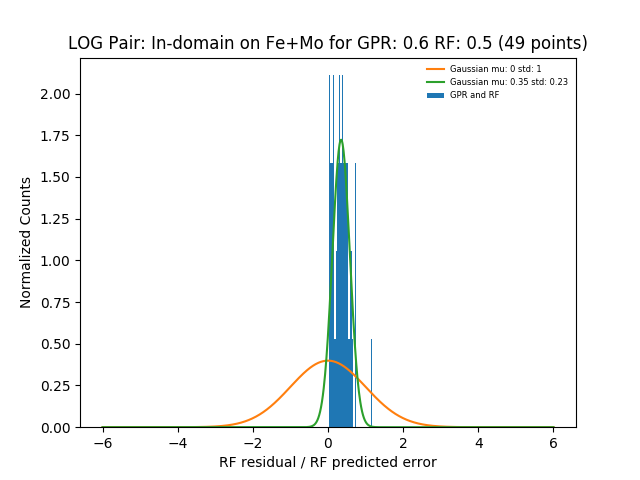 LOG Pair: In-domain on Fe+Mo for GPR: 0.6 RF: 0.5 (49 points)
Gaussian mu: 0 std: 1
Gaussian mu: 0.35 std: 0.23
GPR and RF
Normalized Counts
2.00
1.75
1.50
1.25
1.00
0.75
0.50
0.25
0.00
−6 −4 −2 0 2 4 6
RF residual / RF predicted error